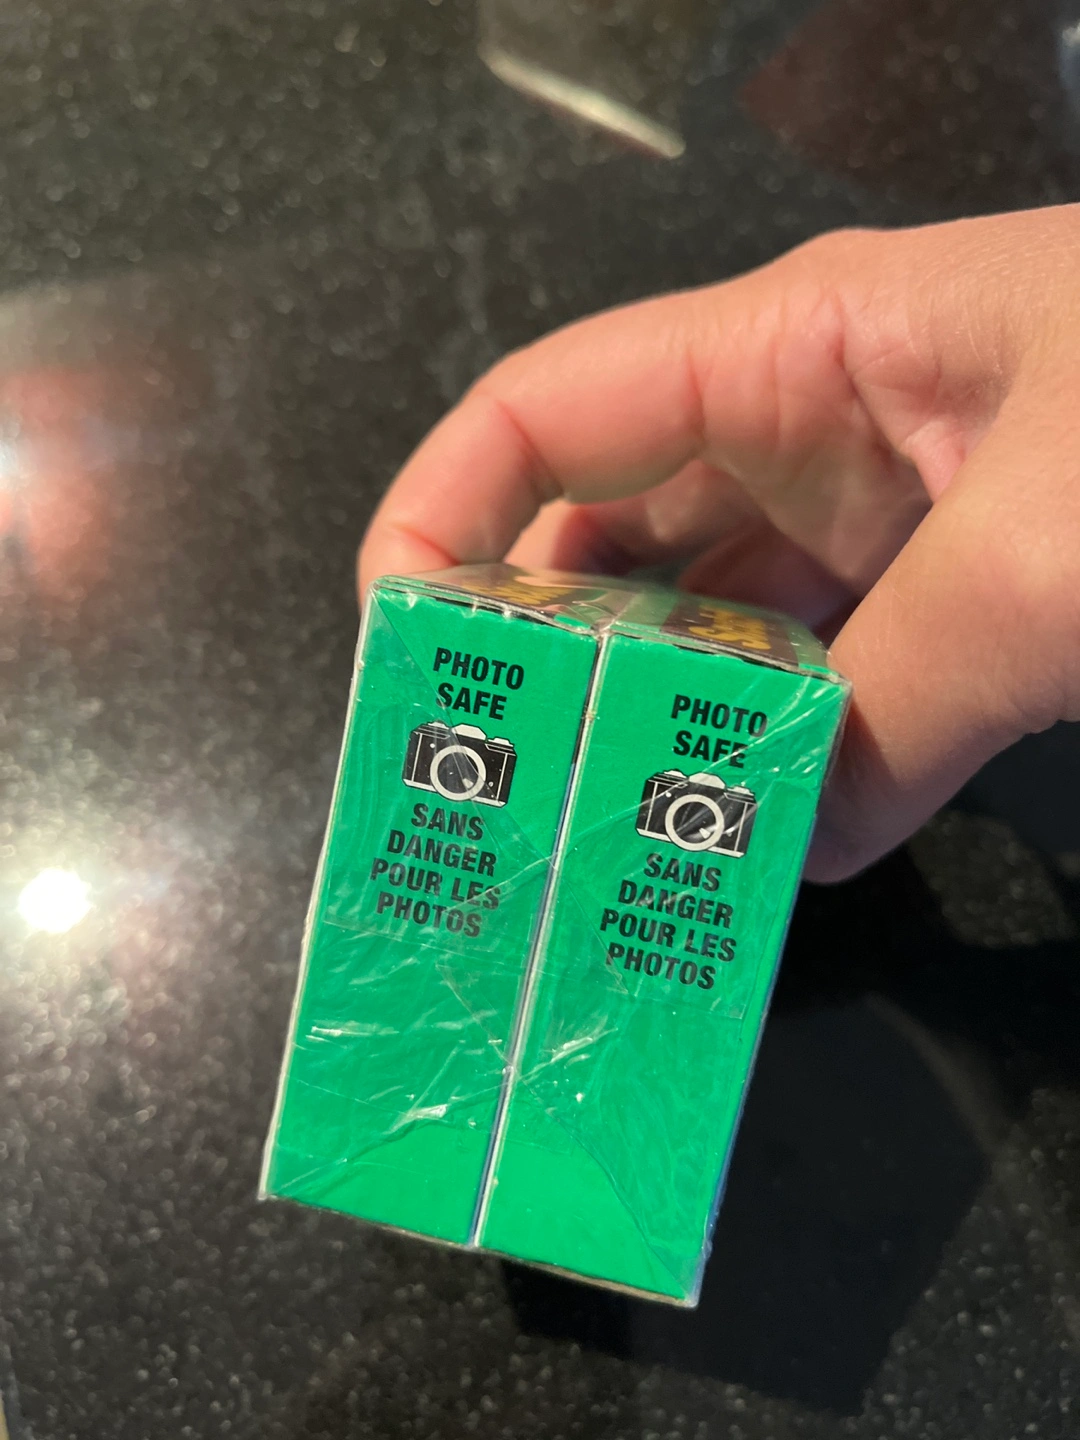 PHOTO
SAFE
SANS
DANGER
POUR LES
PHOTOS
PHOTO
SAFE
SANS
DANGER
POUR LES
PHOTOS